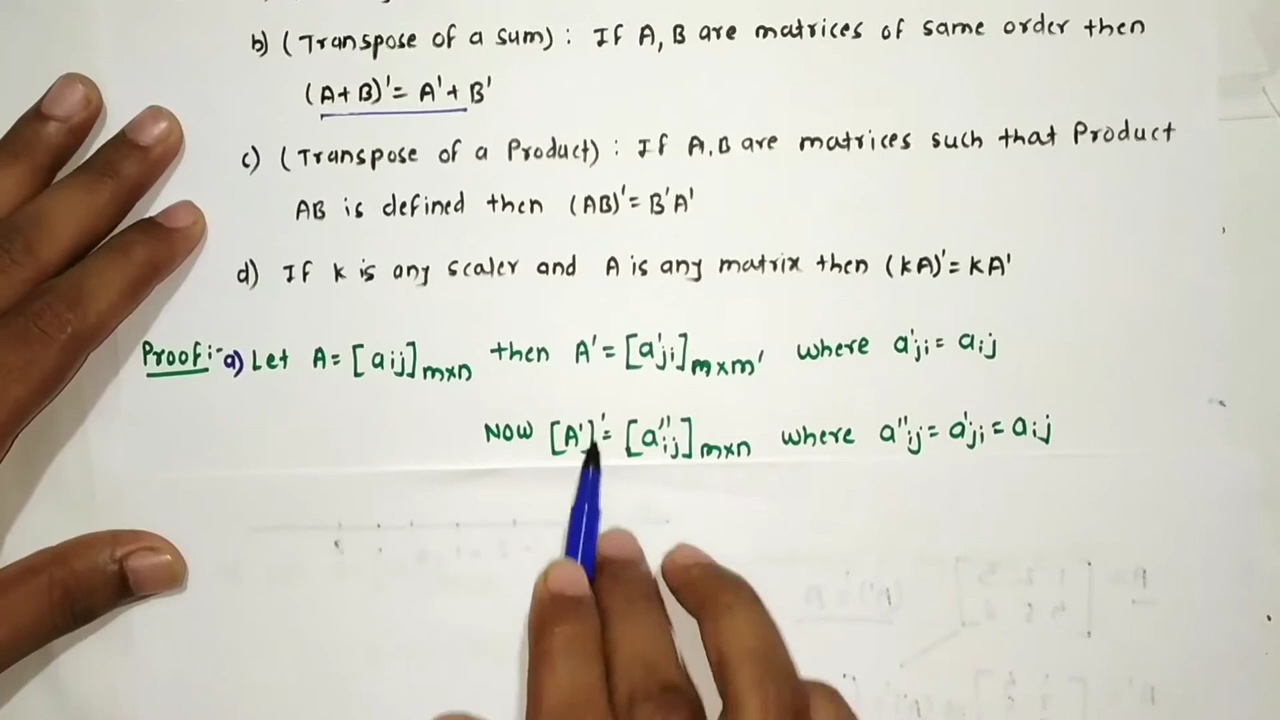 b) (Transpose of a sum) : If A, B are matrices of same order then
(A+B)' = A' + B'
c) (Transpose of a Product) : If A, B are matrices such that Product
AB is defined then (AB)' = B'A'
d) If k is any scaler and A is any matrix then (kA)' = KA'
Proof:- a) Let A = [aij]m×n then A' = [a'ji]m×m' where a'ji = aij
Now [A']' = [a''ij]m×n where a''ij = a'ji = aij